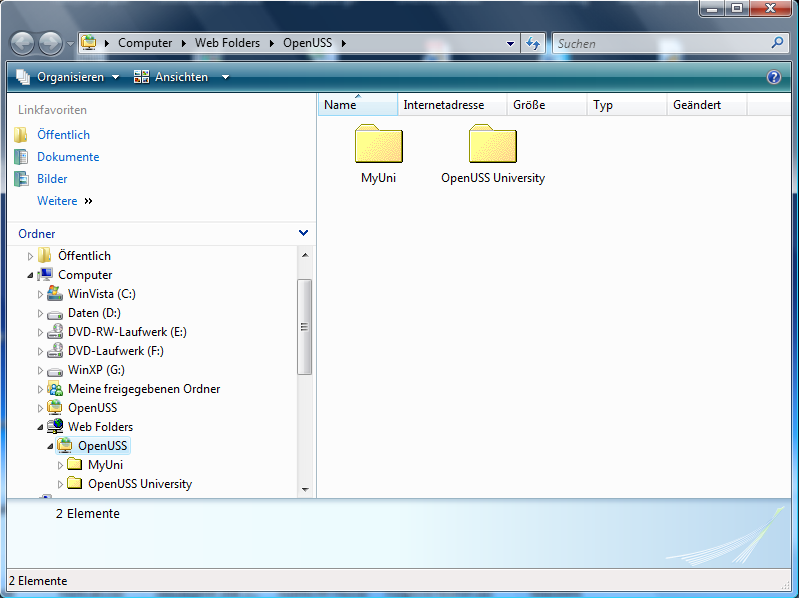 Computer Web Folders OpenUSS Suchen
Organisieren Ansichten
Linkfavoriten
Öffentlich
Dokumente
Bilder
Weitere »
Ordner
Öffentlich
Computer
WinVista (C:)
Daten (D:)
DVD-RW-Laufwerk (E:)
DVD-Laufwerk (F:)
WinXP (G:)
Meine freigegebenen Ordner
OpenUSS
Web Folders
OpenUSS
MyUni
OpenUSS University
Name Internetadresse Größe Typ Geändert
MyUni OpenUSS University
2 Elemente
2 Elemente